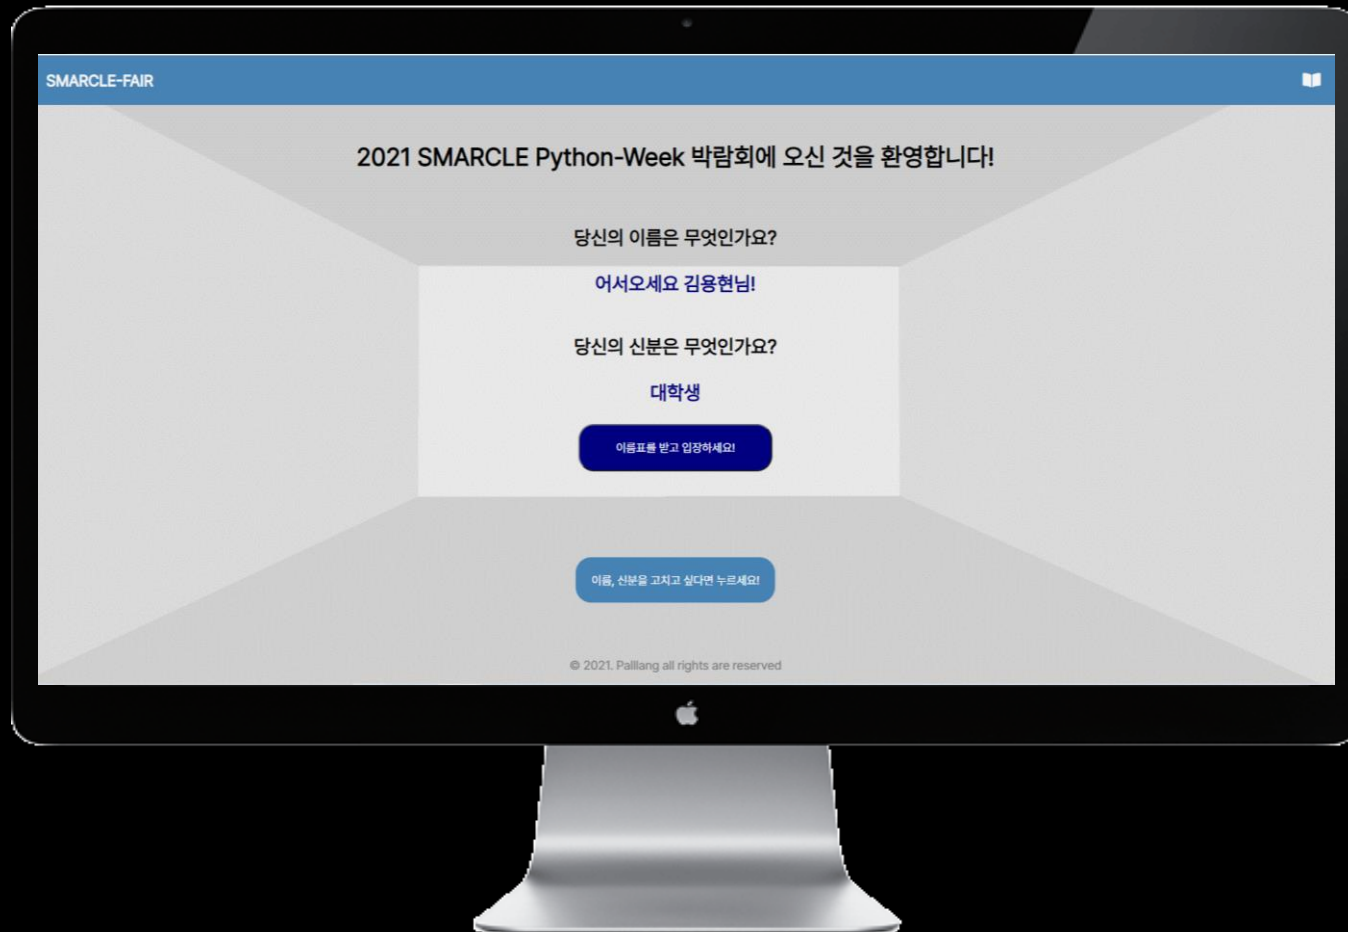 SMARCLE-FAIR
2021 SMARCLE Python-Week 박람회에 오신 것을 환영합니다!
당신의 이름은 무엇인가요?
어서오세요 김용현님!
당신의 신분은 무엇인가요?
대학생
이름표를 받고 입장하세요!
이름, 신분을 고치고 싶다면 누르세요!
© 2021. Palllang all rights are reserved